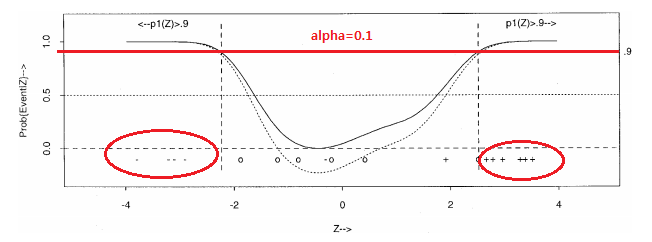 <--p1(Z)>.9
p1(Z)>.9-->
alpha=0.1
.9
1.0
0.5
0.0
Prob(Event|Z)-->
-4
-2
0
2
4
Z-->